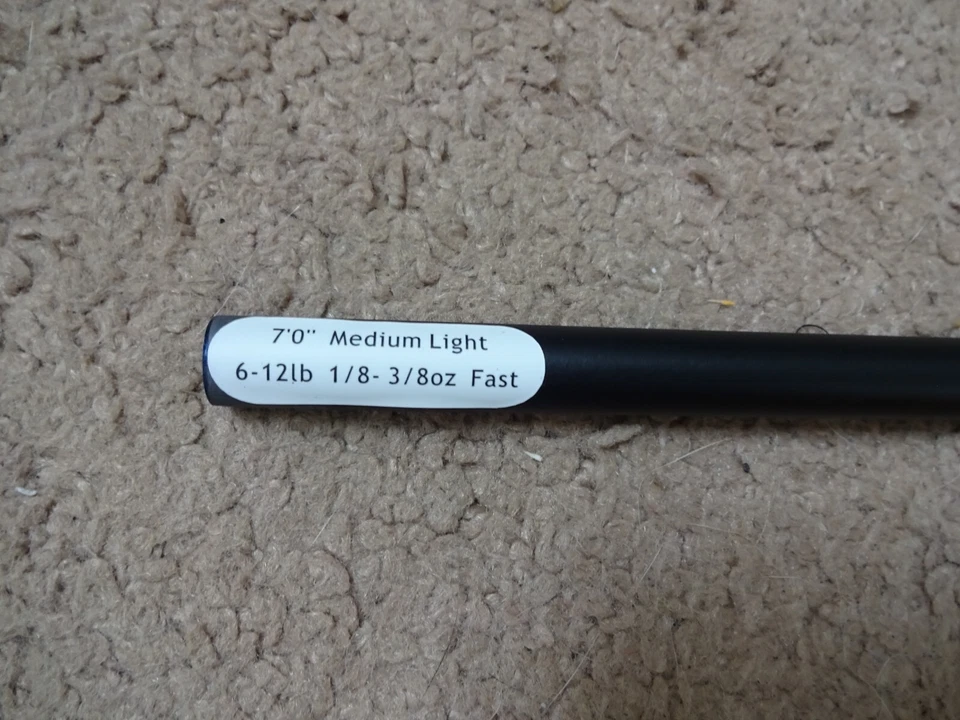 7'0" Medium Light
6-12lb 1/8- 3/8oz Fast